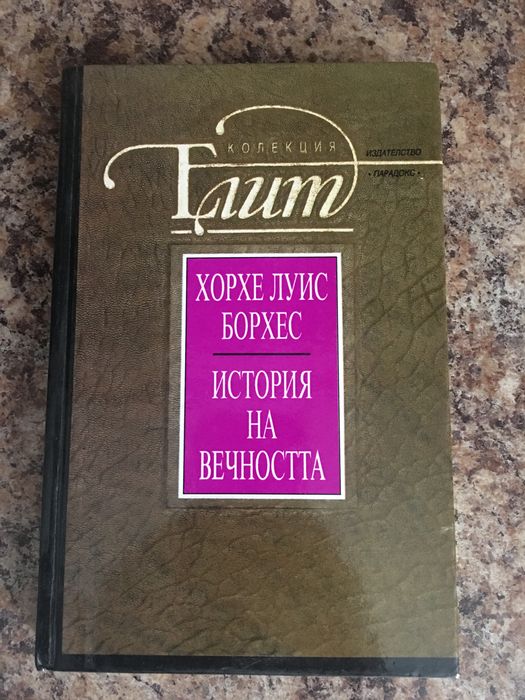 КОЛЕКЦИЯ
Елит
ИЗДАТЕЛСТВО
• ПАРАДОКС •
ХОРХЕ ЛУИС
БОРХЕС
ИСТОРИЯ
НА
ВЕЧНОСТТА